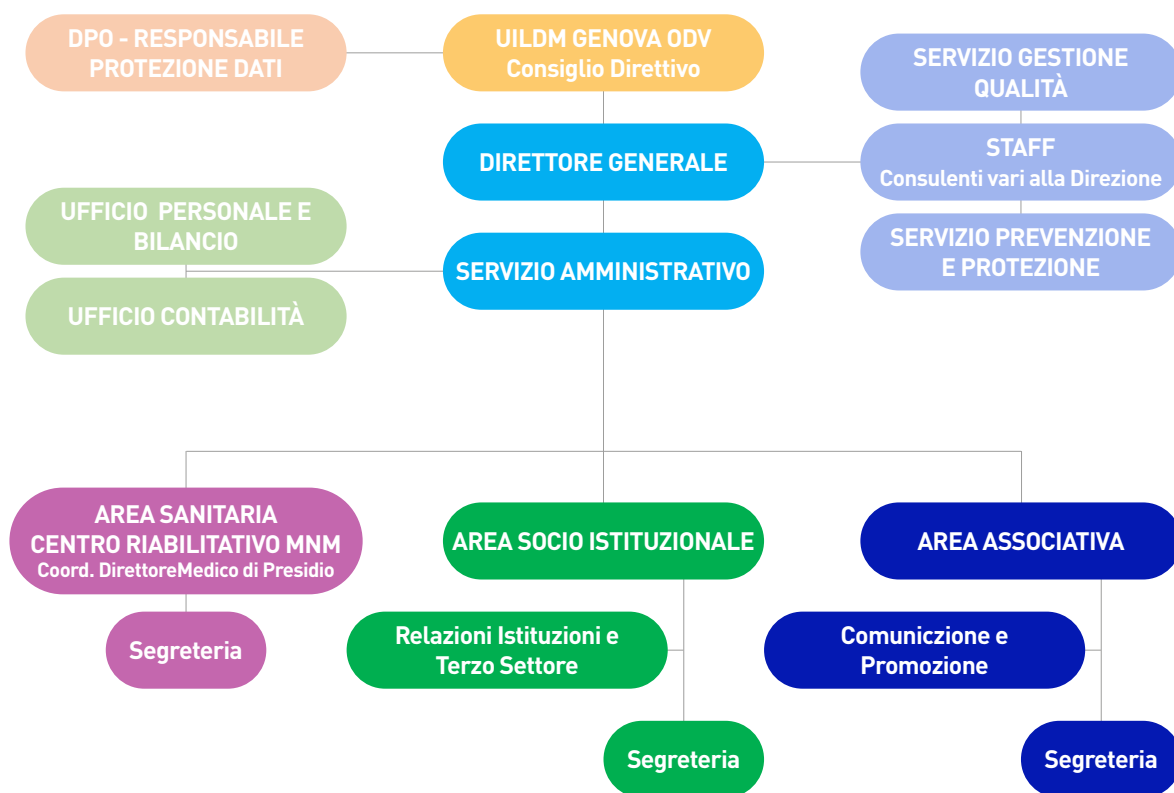 DPO - RESPONSABILE
PROTEZIONE DATI
UILDM GENOVA ODV
Consiglio Direttivo
SERVIZIO GESTIONE
QUALITÀ
DIRETTORE GENERALE
STAFF
Consulenti vari alla Direzione
UFFICIO PERSONALE E
BILANCIO
SERVIZIO AMMINISTRATIVO
SERVIZIO PREVENZIONE
E PROTEZIONE
UFFICIO CONTABILITÀ
AREA SANITARIA
CENTRO RIABILITATIVO MNM
Coord. DirettoreMedico di Presidio
AREA SOCIO ISTITUZIONALE
AREA ASSOCIATIVA
Segreteria
Relazioni Istituzioni e
Terzo Settore
Comuniczione e
Promozione
Segreteria
Segreteria